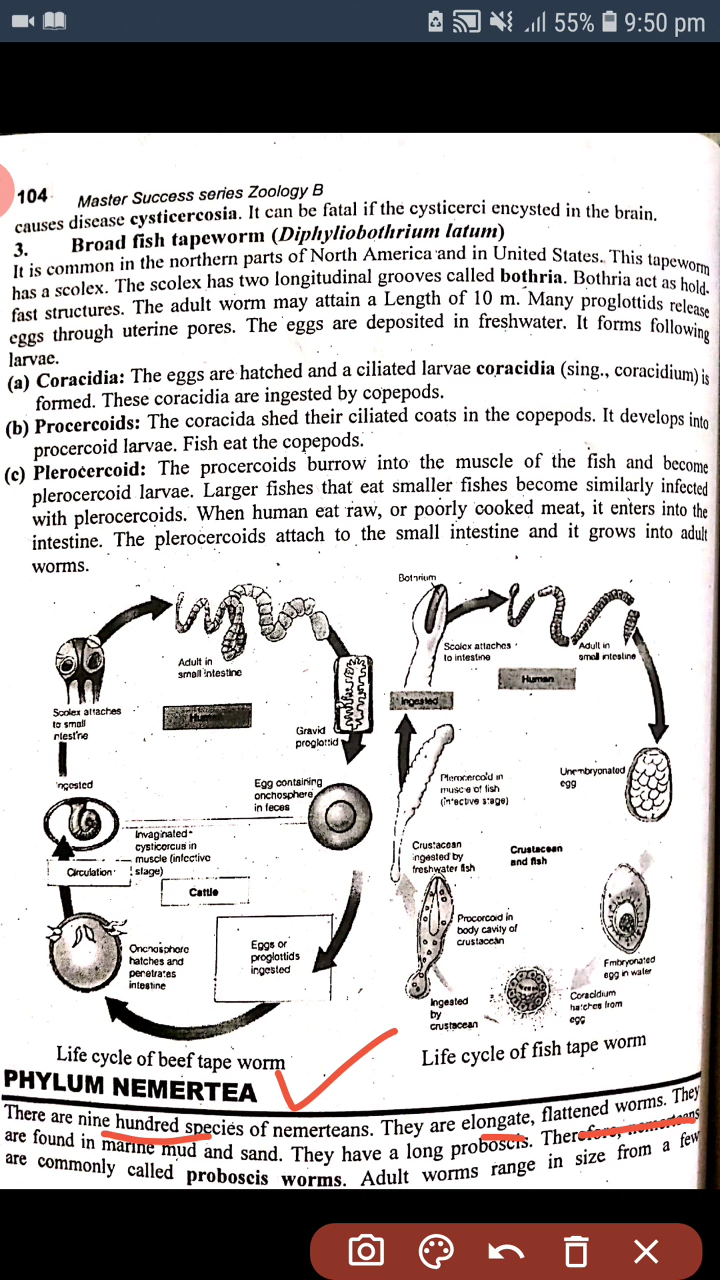 55% 9:50 pm
104 Master Success series Zoology B
causes disease cysticercosia. It can be fatal if the cysticerci encysted in the brain.
3. Broad fish tapeworm (Diphyliobothrium latum)
It is common in the northern parts of North America and in United States. This tapeworm
has a scolex. The scolex has two longitudinal grooves called bothria. Bothria act as hold-
fast structures. The adult worm may attain a Length of 10 m. Many proglottids release
eggs through uterine pores. The eggs are deposited in freshwater. It forms following
larvae.
(a) Coracidia: The eggs are hatched and a ciliated larvae coracidia (sing., coracidium) is
formed. These coracidia are ingested by copepods.
(b) Procercoids: The coracida shed their ciliated coats in the copepods. It develops into
procercoid larvae. Fish eat the copepods.
(c) Plerocercoid: The procercoids burrow into the muscle of the fish and become
plerocercoid larvae. Larger fishes that eat smaller fishes become similarly infected
with plerocercoids. When human eat raw, or poorly cooked meat, it enters into the
intestine. The plerocercoids attach to the small intestine and it grows into adult
worms.
Adult in
small intestine
Scolex attaches
to small
Human
Gravid
proglottid
ingested
Egg containing
onchosphere
in feces
Invaginated
cysticercus in
muscle (infective
stage)
Circulation
Cattle
Onchosphere
hatches and
penetrates
intestine
Eggs or
proglottids
ingested
Life cycle of beef tape worm
Bothrium
Scolex attaches
to intestine
Adult in
small intestine
Human
Ingested
Plerocercoid in
muscle of fish
(infective stage)
Unembryonated
egg
Crustacean
ingested by
freshwater fish
Crustacean
and fish
Procercoid in
body cavity of
crustacean
Embryonated
egg in water
Ingested
by
crustacean
Coracidium
hatches from
egg
Life cycle of fish tape worm
PHYLUM NEMERTEA
There are nine hundred species of nemerteans. They are elongate, flattened worms. They
are found in marine mud and sand. They have a long proboscis. Therefore, nemerteans
are commonly called proboscis worms. Adult worms range in size from a few